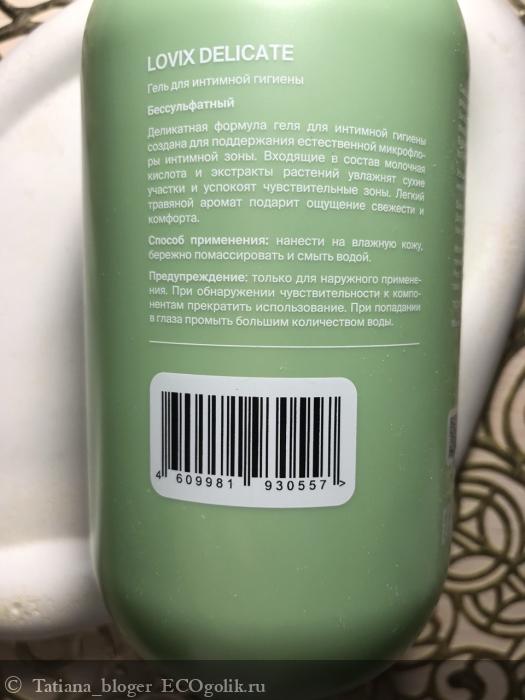 LOVIX DELICATE
Гель для интимной гигиены
Бессульфатный
Деликатная формула геля для интимной гигиены
создана для поддержания естественной микрофло-
ры интимной зоны. Входящие в состав молочная
кислота и экстракты растений увлажнят сухие
участки и успокоят чувствительные зоны. Легкий
травяной аромат подарит ощущение свежести и
комфорта.
Способ применения: нанести на влажную кожу,
бережно помассировать и смыть водой.
Предупреждение: только для наружного примене-
ния. При обнаружении чувствительности к компо-
нентам прекратить использование. При попадании
в глаза промыть большим количеством воды.
4 609981 930557 >
© Tatiana_bloger ECOgolik.ru